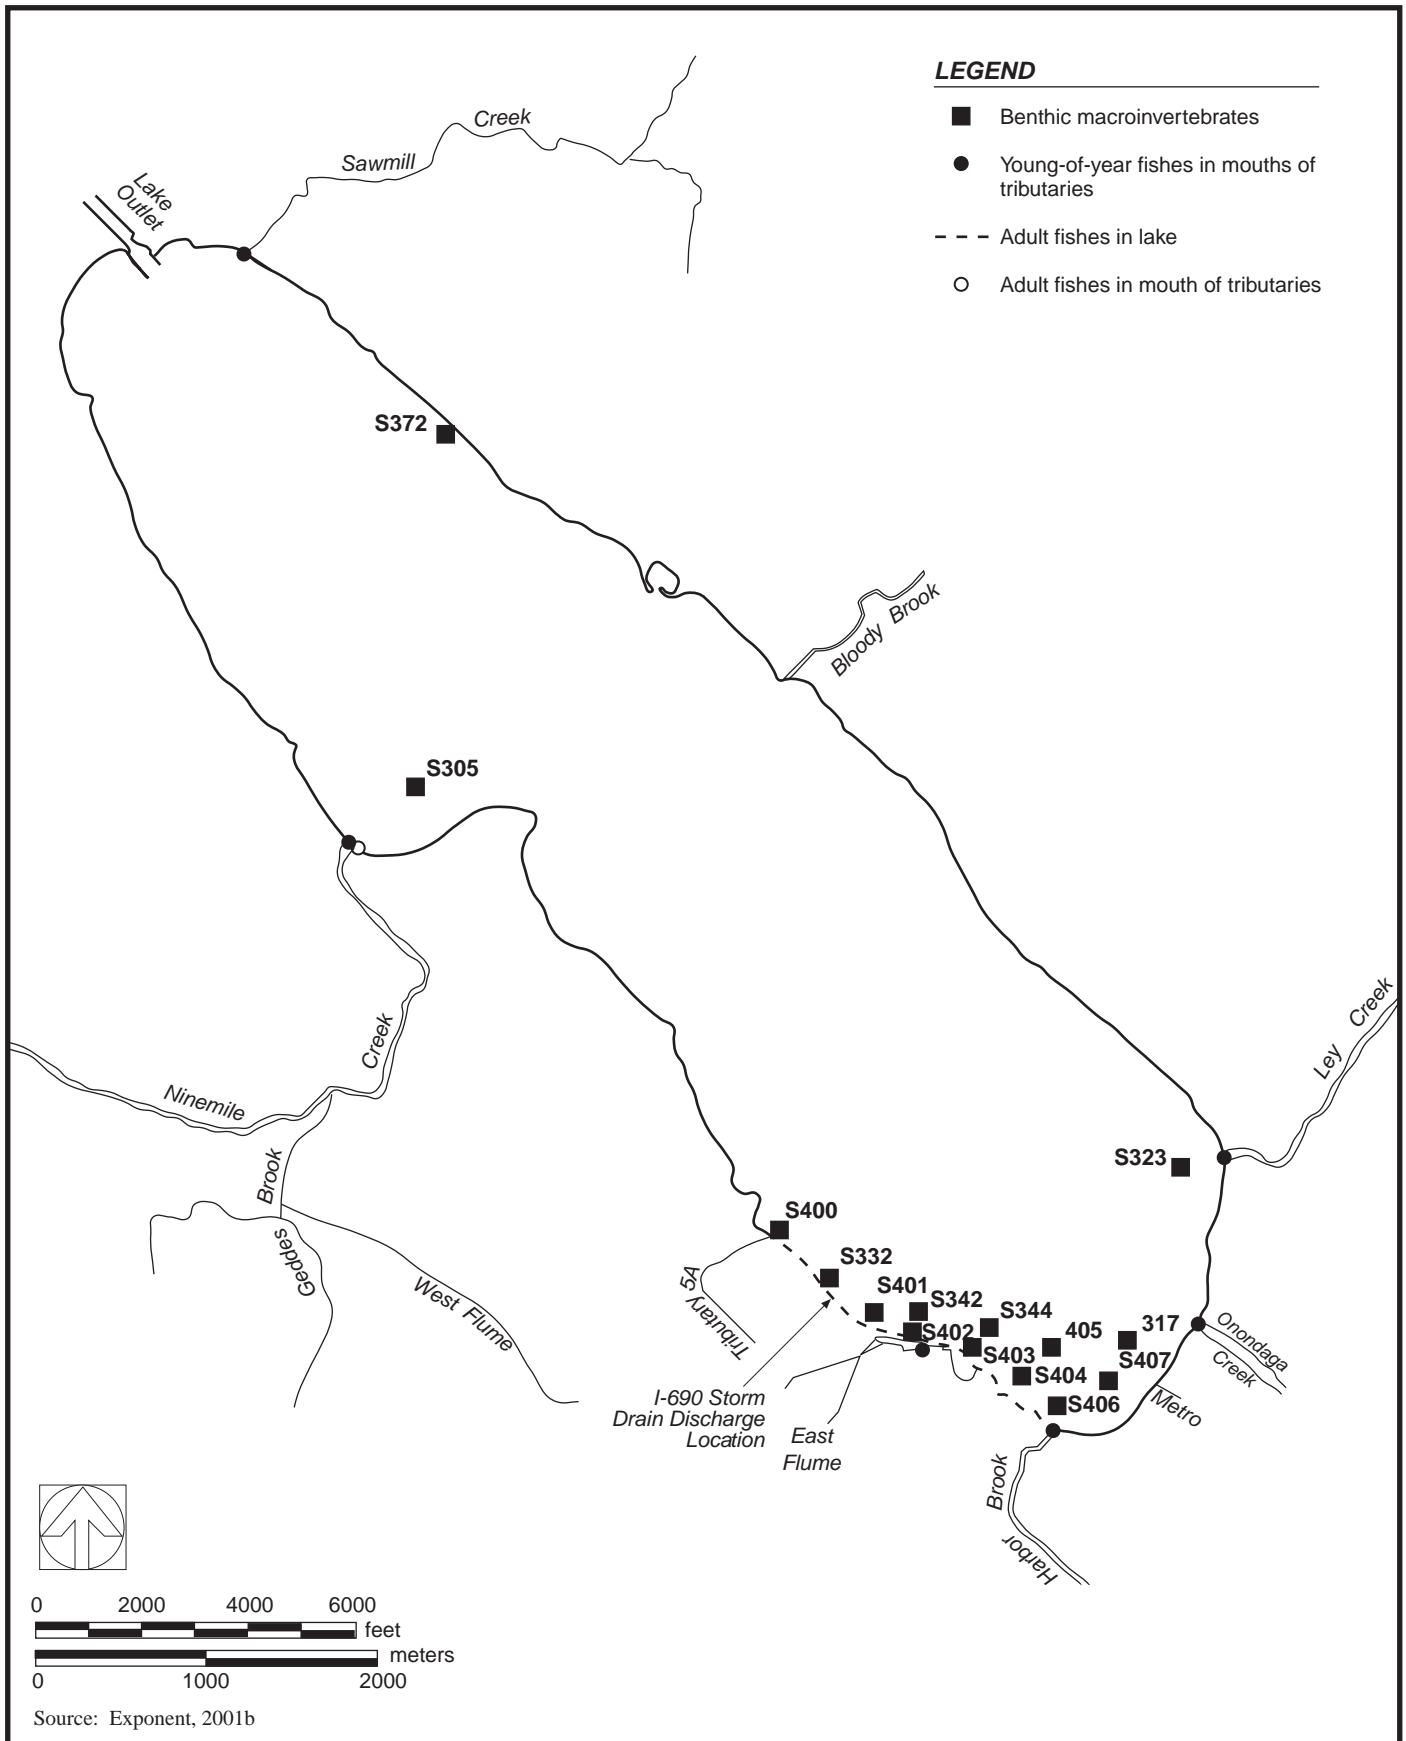 LEGEND
Benthic macroinvertebrates
Young-of-year fishes in mouths of
tributaries
Adult fishes in lake
Adult fishes in mouth of tributaries
Creek
Sawmill
Lake
Outlet
S372
Bloody Brook
S305
Ley Creek
Creek
Ninemile
Brook
Geddes
West Flume
S323
S400
S332
Tributary 5A
S401
S342
S402
S344
S403
405
S404
317
S407
S406
Onondaga
Creek
Metro
I-690 Storm
Drain Discharge
Location
East
Flume
Brook
Harbor
0 2000 4000 6000
feet
meters
0 1000 2000
Source: Exponent, 2001b